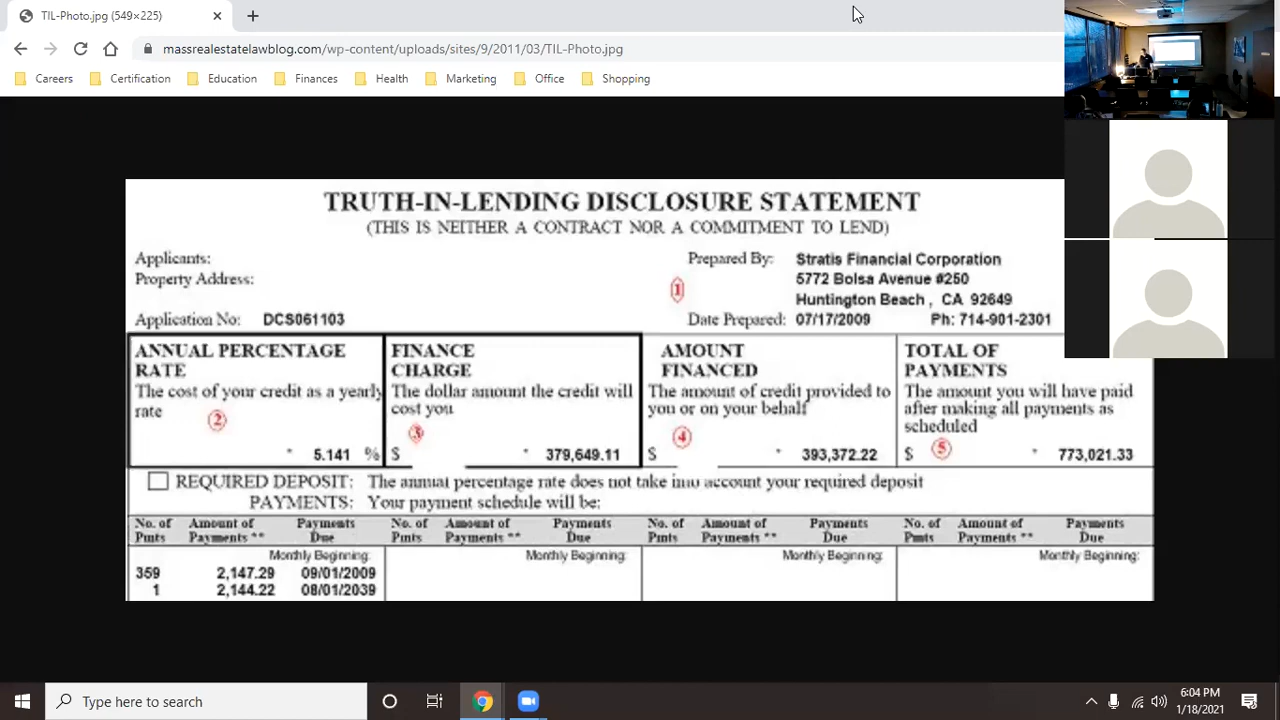 TIL-Photo.jpg (549×225)
massrealestatelawblog.com/wp-content/uploads/sites/9/2011/03/TIL-Photo.jpg
Careers Certification Education Finances Health Marketing Office Shopping
TRUTH-IN-LENDING DISCLOSURE STATEMENT
(THIS IS NEITHER A CONTRACT NOR A COMMITMENT TO LEND)
Applicants:
Property Address:
Application No: DCS061103
Prepared By: Stratis Financial Corporation
5772 Bolsa Avenue #250
Huntington Beach , CA 92649
Date Prepared: 07/17/2009 Ph: 714-901-2301
1
ANNUAL PERCENTAGE
RATE
The cost of your credit as a yearly
rate
2
* 5.141 %
FINANCE
CHARGE
The dollar amount the credit will
cost you
3
$ * 379,649.11
AMOUNT
FINANCED
The amount of credit provided to
you or on your behalf
4
$ * 393,372.22
TOTAL OF
PAYMENTS
The amount you will have paid
after making all payments as
scheduled
5
$ * 773,021.33
REQUIRED DEPOSIT: The annual percentage rate does not take into account your required deposit
PAYMENTS: Your payment schedule will be:
No. of Amount of Payments No. of Amount of Payments No. of Amount of Payments No. of Amount of Payments
Pmts Payments ** Due Pmts Payments ** Due Pmts Payments ** Due Pmts Payments ** Due
Monthly Beginning: Monthly Beginning: Monthly Beginning: Monthly Beginning:
359 2,147.29 09/01/2009
1 2,144.22 08/01/2039
Type here to search
6:04 PM
1/18/2021